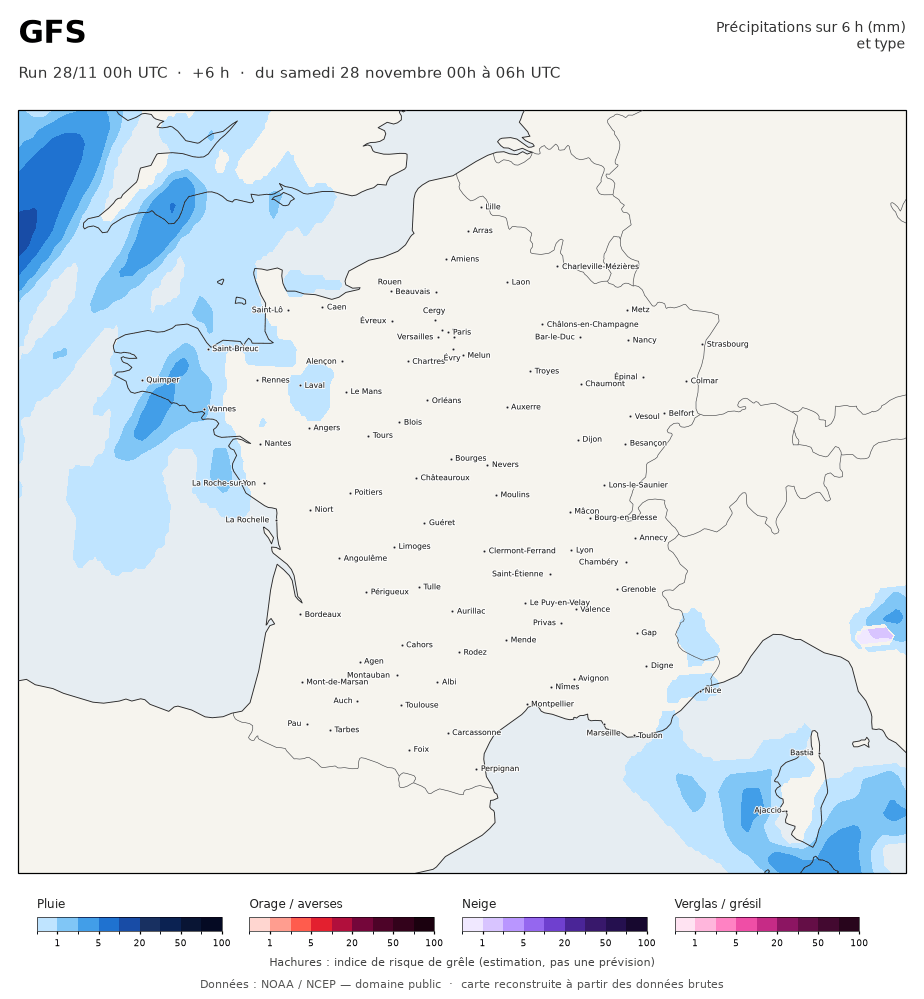 GFS
Précipitations sur 6 h (mm)
et type
Run 28/11 00h UTC · +6 h · du samedi 28 novembre 00h à 06h UTC
Lille
Arras
Amiens
Charleville-Mézières
Rouen
Laon
Beauvais
Saint-Lô
Caen
Cergy
Metz
Évreux
Châlons-en-Champagne
Paris
Versailles
Bar-le-Duc
Nancy
Strasbourg
Saint-Brieuc
Alençon
Chartres
Évry
Melun
Troyes
Épinal
Quimper
Rennes
Laval
Chaumont
Colmar
Le Mans
Orléans
Vannes
Auxerre
Vesoul
Belfort
Blois
Angers
Tours
Nantes
Dijon
Besançon
Bourges
Nevers
Châteauroux
La Roche-sur-Yon
Lons-le-Saunier
Poitiers
Moulins
Niort
Mâcon
La Rochelle
Guéret
Bourg-en-Bresse
Annecy
Limoges
Clermont-Ferrand
Lyon
Angoulême
Chambéry
Saint-Étienne
Tulle
Périgueux
Grenoble
Le Puy-en-Velay
Bordeaux
Aurillac
Valence
Privas
Gap
Cahors
Mende
Rodez
Agen
Digne
Montauban
Mont-de-Marsan
Albi
Avignon
Nîmes
Nice
Auch
Toulouse
Montpellier
Pau
Tarbes
Carcassonne
Marseille
Toulon
Foix
Bastia
Perpignan
Ajaccio
Pluie
Orage / averses
Neige
Verglas / grésil
1 5 20 50 100
1 5 20 50 100
1 5 20 50 100
1 5 20 50 100
Hachures : indice de risque de grêle (estimation, pas une prévision)
Données : NOAA / NCEP — domaine public · carte reconstruite à partir des données brutes